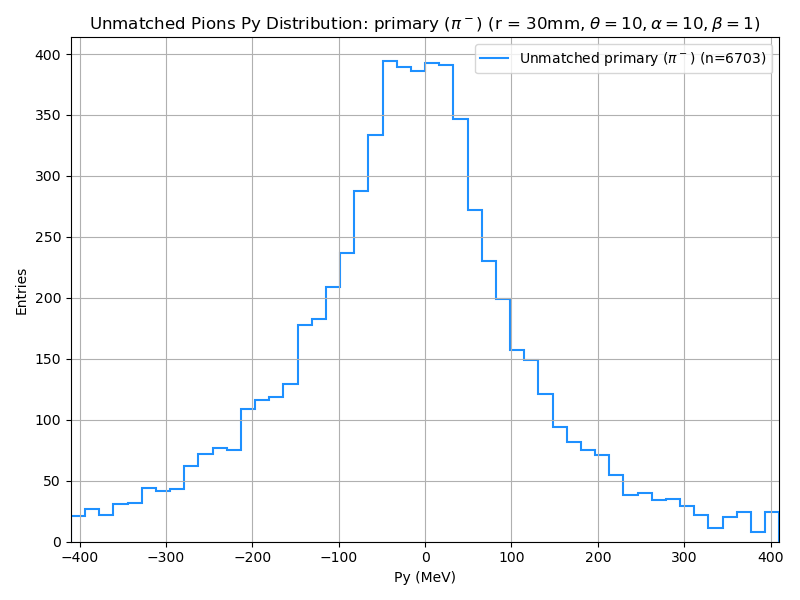 Unmatched Pions Py Distribution: primary (π⁻) (r = 30mm, θ = 10, α = 10, β = 1)
Unmatched primary (π⁻) (n=6703)
400
350
300
250
200
150
100
50
0
Entries
−400 −300 −200 −100 0 100 200 300 400
Py (MeV)